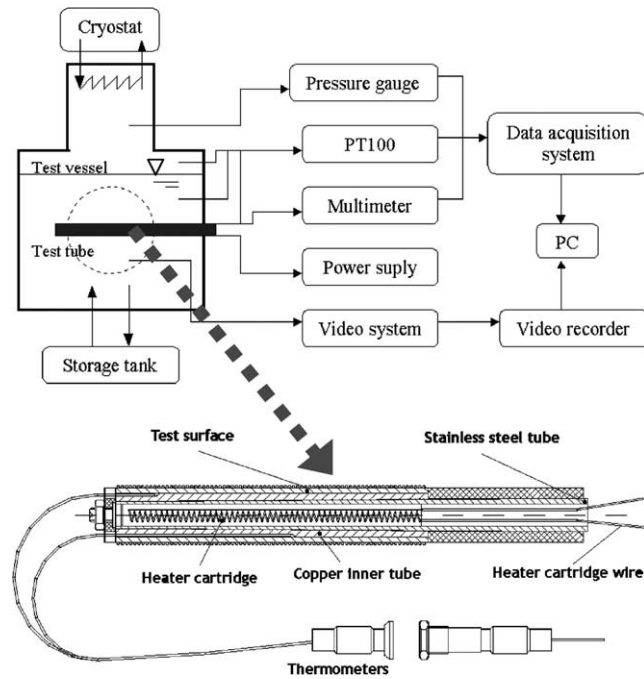 Cryostat
Pressure gauge
Test vessel
PT100
Data acquisition
system
Multimeter
Test tube
PC
Power suply
Video system
Video recorder
Storage tank
Test surface
Stainless steel tube
Heater cartridge
Copper inner tube
Heater cartridge wire
Thermometers